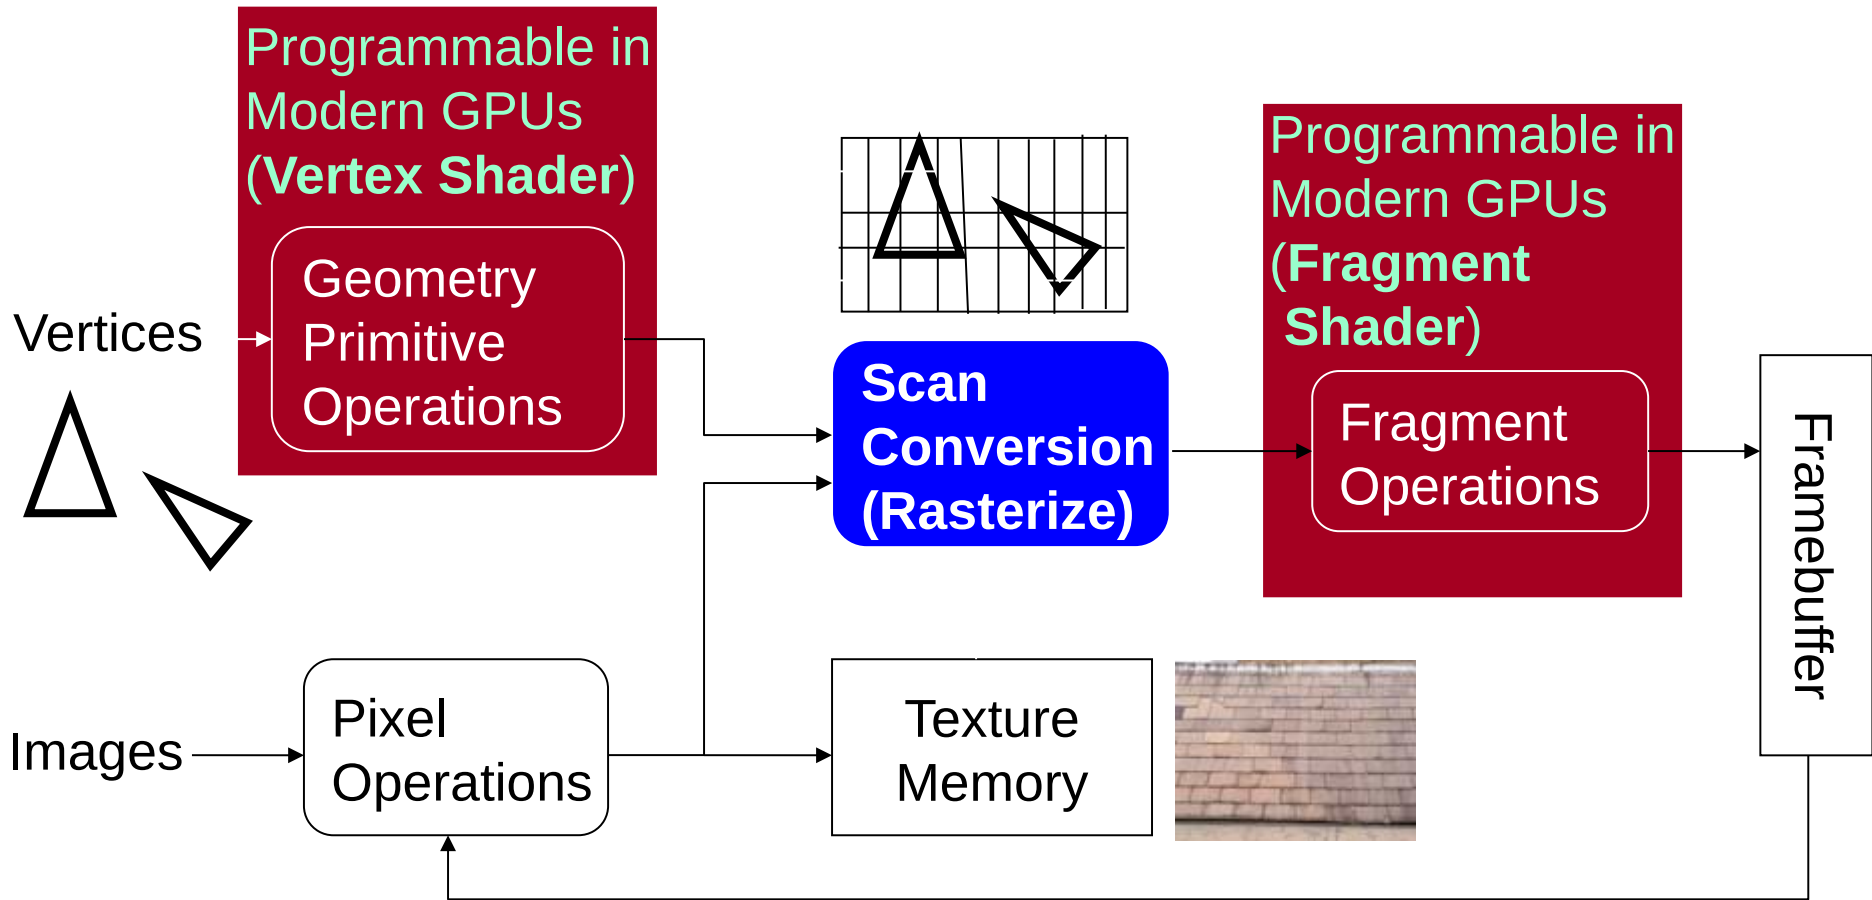 Programmable in
Modern GPUs
(Vertex Shader)
Geometry
Primitive
Operations
Vertices
Scan
Conversion
(Rasterize)
Programmable in
Modern GPUs
(Fragment
Shader)
Fragment
Operations
Framebuffer
Images
Pixel
Operations
Texture
Memory